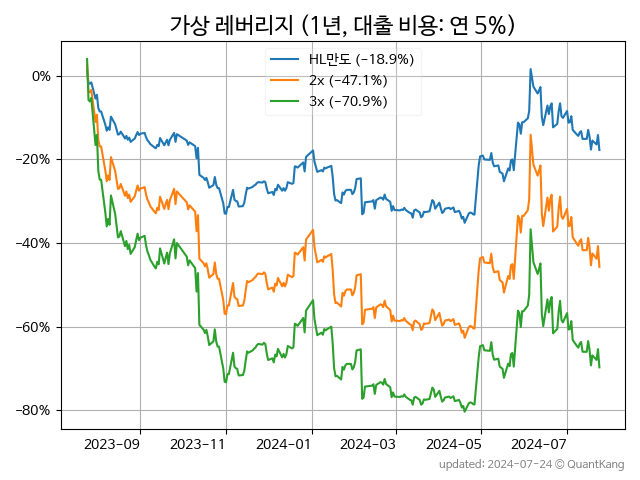 가상 레버리지 (1년, 대출 비용: 연 5%)
HL만도 (−18.9%)
2x (−47.1%)
3x (−70.9%)
0%
−20%
−40%
−60%
−80%
2023-09 2023-11 2024-01 2024-03 2024-05 2024-07
updated: 2024-07-24 © QuantKang